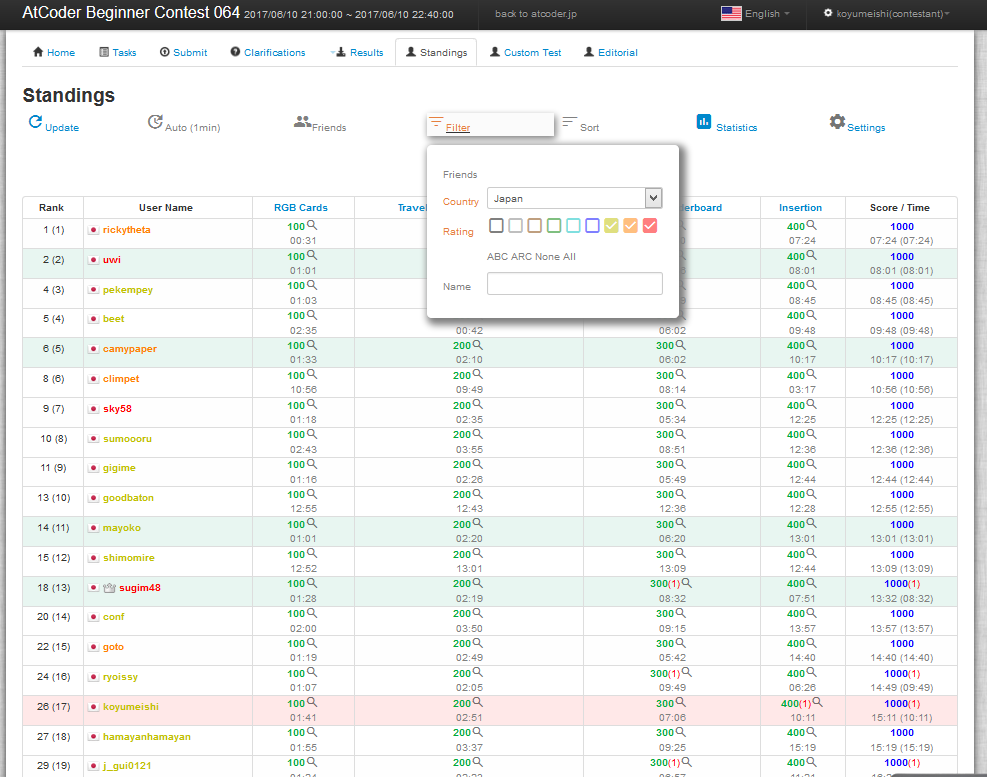 AtCoder Beginner Contest 064 2017/06/10 21:00:00 ~ 2017/06/10 22:40:00 back to atcoder.jp English koyumeishi(contestant)
Home Tasks Submit Clarifications Results Standings Custom Test Editorial
Standings
Update Auto (1min) Friends Filter Sort Statistics Settings
Friends
Country Japan
Rating
ABC ARC None All
Name
Rank User Name RGB Cards Travel lerboard Insertion Score / Time
1 (1) rickytheta 100 400 1000
00:31 07:24 07:24 (07:24)
2 (2) uwi 100 400 1000
01:01 08:01 08:01 (08:01)
4 (3) pekempey 100 400 1000
01:03 08:45 08:45 (08:45)
5 (4) beet 100 400 1000
02:35 00:42 06:02 09:48 09:48 (09:48)
6 (5) camypaper 100 200 300 400 1000
01:33 02:10 06:02 10:17 10:17 (10:17)
8 (6) climpet 100 200 300 400 1000
10:56 09:49 08:14 03:17 10:56 (10:56)
9 (7) sky58 100 200 300 400 1000
01:18 02:35 05:34 12:25 12:25 (12:25)
10 (8) sumoooru 100 200 300 400 1000
02:43 03:55 08:51 12:36 12:36 (12:36)
11 (9) gigime 100 200 300 400 1000
01:16 02:26 05:49 12:44 12:44 (12:44)
13 (10) goodbaton 100 200 300 400 1000
12:55 12:43 12:36 12:28 12:55 (12:55)
14 (11) mayoko 100 200 300 400 1000
01:01 02:20 06:20 13:01 13:01 (13:01)
15 (12) shimomire 100 200 300 400 1000
12:52 13:01 13:09 12:44 13:09 (13:09)
18 (13) sugim48 100 200 300(1) 400 1000(1)
01:28 02:19 08:32 07:51 13:32 (08:32)
20 (14) conf 100 200 300 400 1000
02:00 03:50 09:15 13:57 13:57 (13:57)
22 (15) goto 100 200 300 400 1000
01:19 02:49 05:42 14:40 14:40 (14:40)
24 (16) ryoissy 100 200 300(1) 400 1000(1)
01:07 02:05 09:49 06:26 14:49 (09:49)
26 (17) koyumeishi 100 200 300 400(1) 1000(1)
01:41 02:51 07:06 10:11 15:11 (10:11)
27 (18) hamayanhamayan 100 200 300 400 1000
01:55 03:37 09:25 15:19 15:19 (15:19)
29 (19) j_gui0121 100 200 300(1) 400 1000(1)